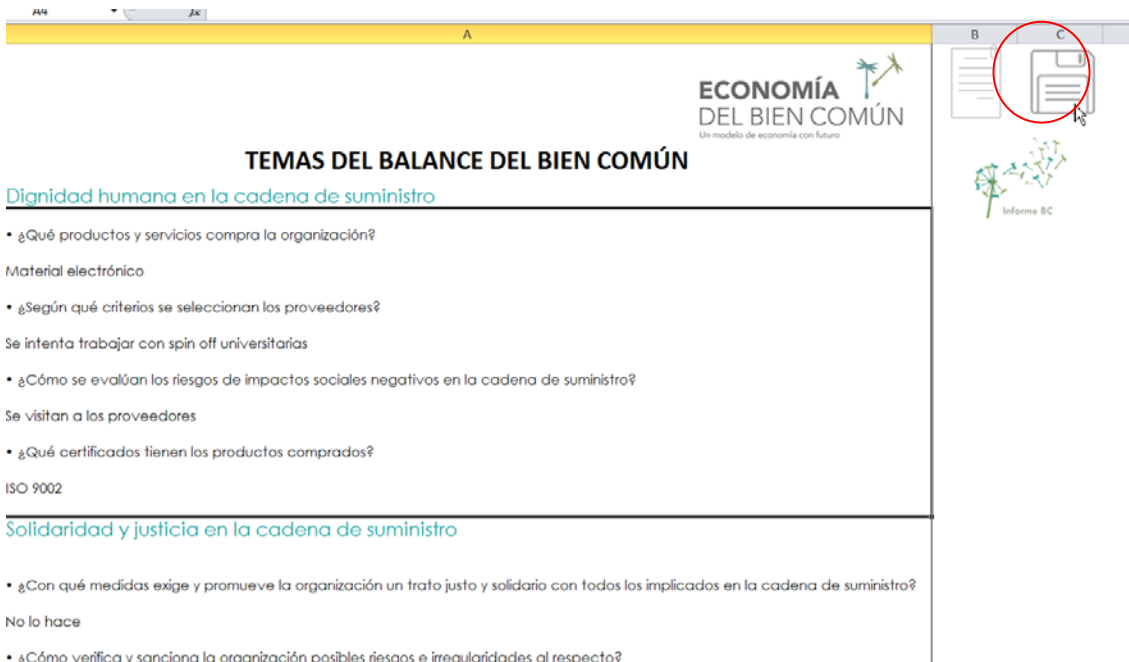 A4
fx
A
B
C
ECONOMÍA
DEL BIEN COMÚN
Un modelo de economía con futuro
TEMAS DEL BALANCE DEL BIEN COMÚN
Dignidad humana en la cadena de suministro
• ¿Qué productos y servicios compra la organización?
Material electrónico
• ¿Según qué criterios se seleccionan los proveedores?
Se intenta trabajar con spin off universitarias
• ¿Cómo se evalúan los riesgos de impactos sociales negativos en la cadena de suministro?
Se visitan a los proveedores
• ¿Qué certificados tienen los productos comprados?
ISO 9002
Informe BC
Solidaridad y justicia en la cadena de suministro
• ¿Con qué medidas exige y promueve la organización un trato justo y solidario con todos los implicados en la cadena de suministro?
No lo hace
• ¿Cómo verifica y sanciona la organización posibles riesgos e irregularidades al respecto?